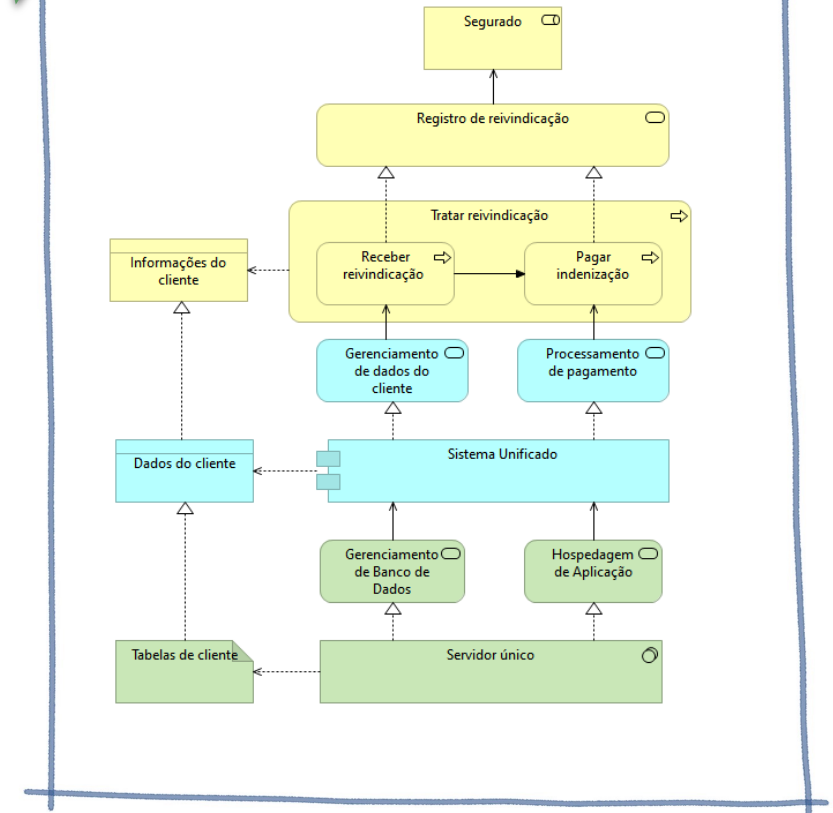 Segurado
Registro de reivindicação
Tratar reivindicação
Receber
reivindicação
Pagar
indenização
Informações do
cliente
Gerenciamento
de dados do
cliente
Processamento
de pagamento
Dados do cliente
Sistema Unificado
Gerenciamento
de Banco de
Dados
Hospedagem
de Aplicação
Tabelas de cliente
Servidor único